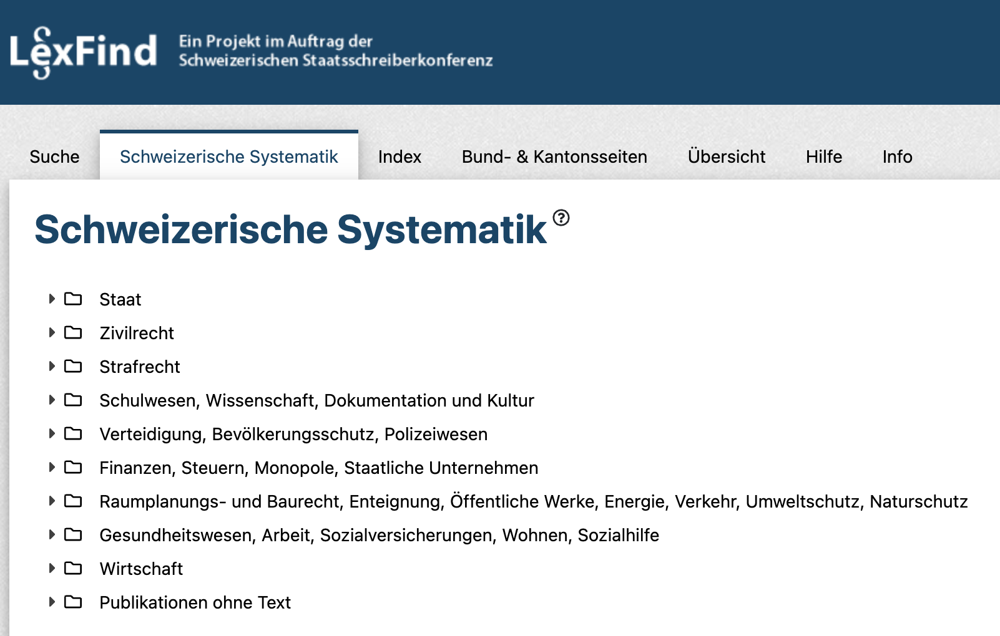 LexFind
Ein Projekt im Auftrag der
Schweizerischen Staatsschreiberkonferenz
Suche
Schweizerische Systematik
Index
Bund- & Kantonsseiten
Übersicht
Hilfe
Info
Schweizerische Systematik ?
Staat
Zivilrecht
Strafrecht
Schulwesen, Wissenschaft, Dokumentation und Kultur
Verteidigung, Bevölkerungsschutz, Polizeiwesen
Finanzen, Steuern, Monopole, Staatliche Unternehmen
Raumplanungs- und Baurecht, Enteignung, Öffentliche Werke, Energie, Verkehr, Umweltschutz, Naturschutz
Gesundheitswesen, Arbeit, Sozialversicherungen, Wohnen, Sozialhilfe
Wirtschaft
Publikationen ohne Text